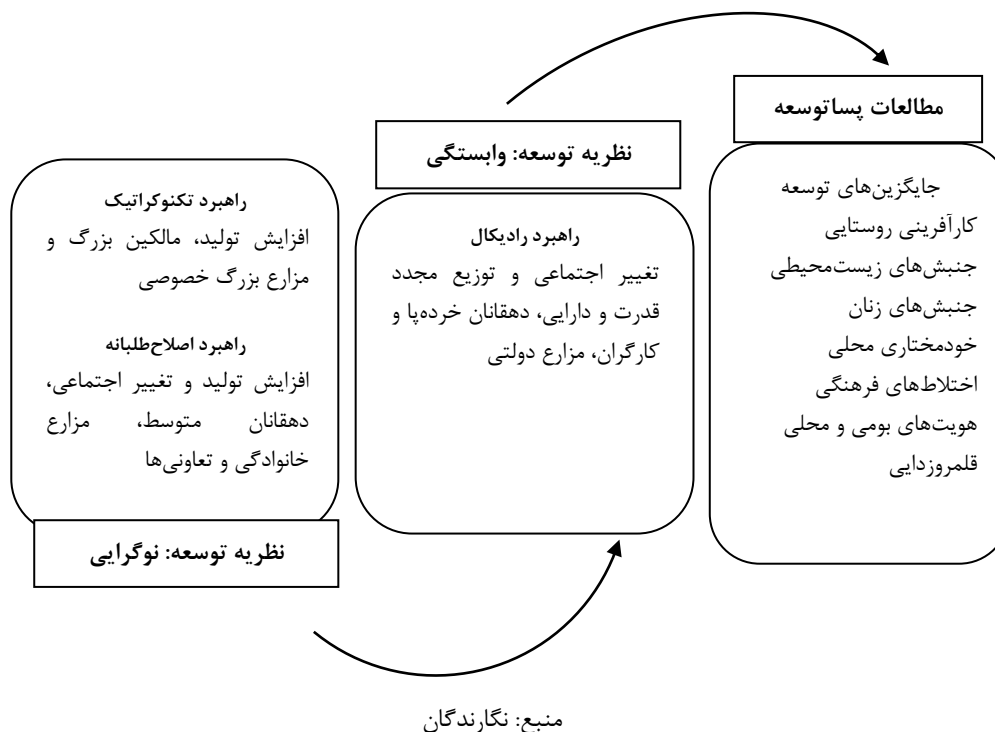 مطالعات پساتوسعه
جایگزین‌های توسعه
کارآفرینی روستایی
جنبش‌های زیست‌محیطی
جنبش‌های زنان
خودمختاری محلی
اختلاط‌های فرهنگی
هویت‌های بومی و محلی
قلمروزدایی
نظریه توسعه: وابستگی
راهبرد رادیکال
تغییر اجتماعی و توزیع مجدد
قدرت و دارایی، دهقانان خرده‌پا و
کارگران، مزارع دولتی
راهبرد تکنوکراتیک
افزایش تولید، مالکین بزرگ و
مزارع بزرگ خصوصی
راهبرد اصلاح‌طلبانه
افزایش تولید و تغییر اجتماعی،
دهقانان متوسط، مزارع
خانوادگی و تعاونی‌ها
نظریه توسعه: نوگرایی
منبع: نگارندگان